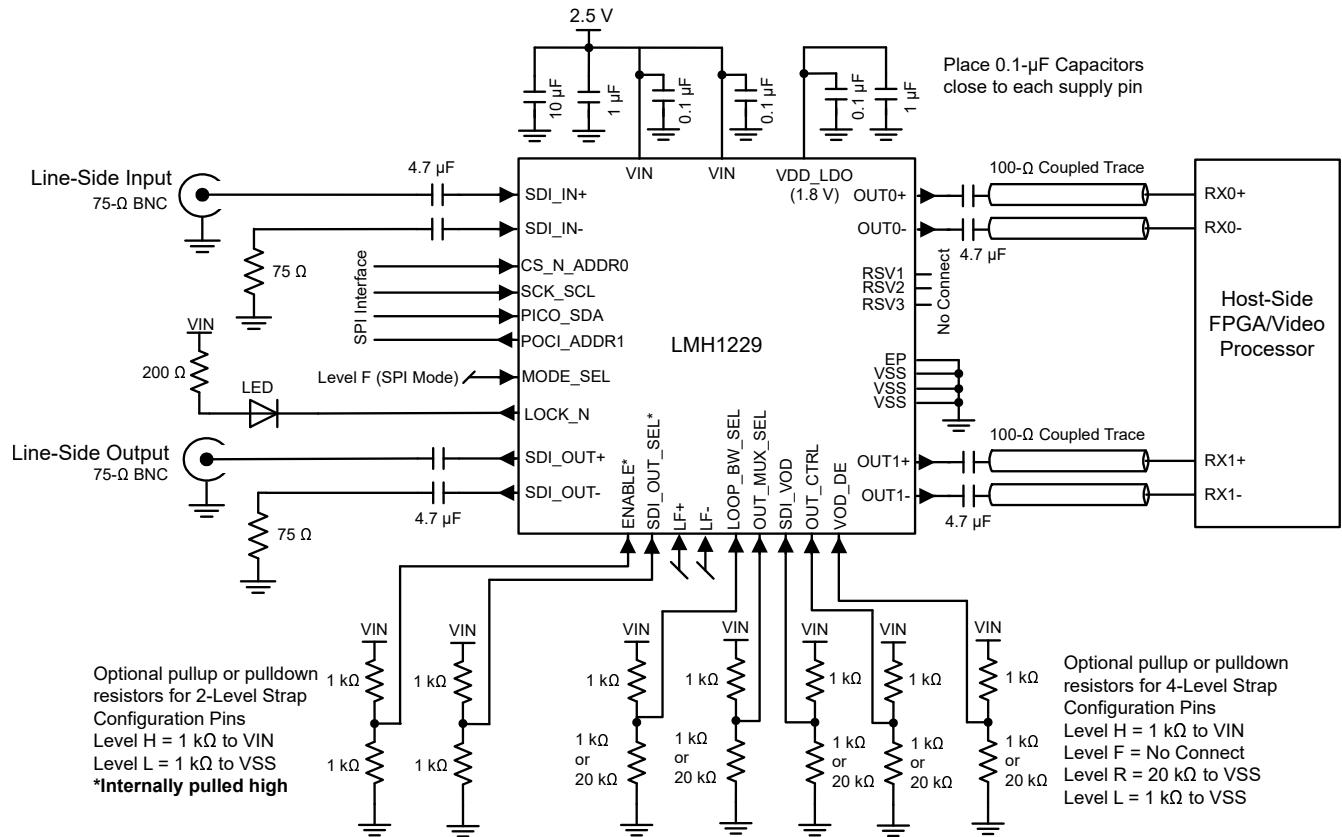 2.5 V
10 µF
1 µF
0.1 µF
0.1 µF
0.1 µF
1 µF
Place 0.1-µF Capacitors
close to each supply pin
Line-Side Input
75-Ω BNC
4.7 µF
75 Ω
SPI Interface
VIN
200 Ω
LED
Level F (SPI Mode)
Line-Side Output
75-Ω BNC
4.7 µF
75 Ω
VIN
VIN
VDD_LDO
(1.8 V)
SDI_IN+
SDI_IN-
CS_N_ADDR0
SCK_SCL
PICO_SDA
POCI_ADDR1
MODE_SEL
LOCK_N
SDI_OUT+
SDI_OUT-
LMH1229
OUT0+
OUT0-
RSV1
RSV2
RSV3
No Connect
EP
VSS
VSS
VSS
OUT1+
OUT1-
ENABLE*
SDI_OUT_SEL*
LF+
LF-
LOOP_BW_SEL
OUT_MUX_SEL
SDI_VOD
OUT_CTRL
VOD_DE
100-Ω Coupled Trace
4.7 µF
100-Ω Coupled Trace
4.7 µF
RX0+
RX0-
Host-Side
FPGA/Video
Processor
RX1+
RX1-
Optional pullup or pulldown
resistors for 2-Level Strap
Configuration Pins
Level H = 1 kΩ to VIN
Level L = 1 kΩ to VSS
*Internally pulled high
VIN
1 kΩ
1 kΩ
VIN
1 kΩ
1 kΩ
VIN
1 kΩ
1 kΩ
or
20 kΩ
VIN
1 kΩ
1 kΩ
or
20 kΩ
VIN
1 kΩ
1 kΩ
or
20 kΩ
VIN
1 kΩ
1 kΩ
or
20 kΩ
VIN
1 kΩ
1 kΩ
or
20 kΩ
Optional pullup or pulldown
resistors for 4-Level Strap
Configuration Pins
Level H = 1 kΩ to VIN
Level F = No Connect
Level R = 20 kΩ to VSS
Level L = 1 kΩ to VSS